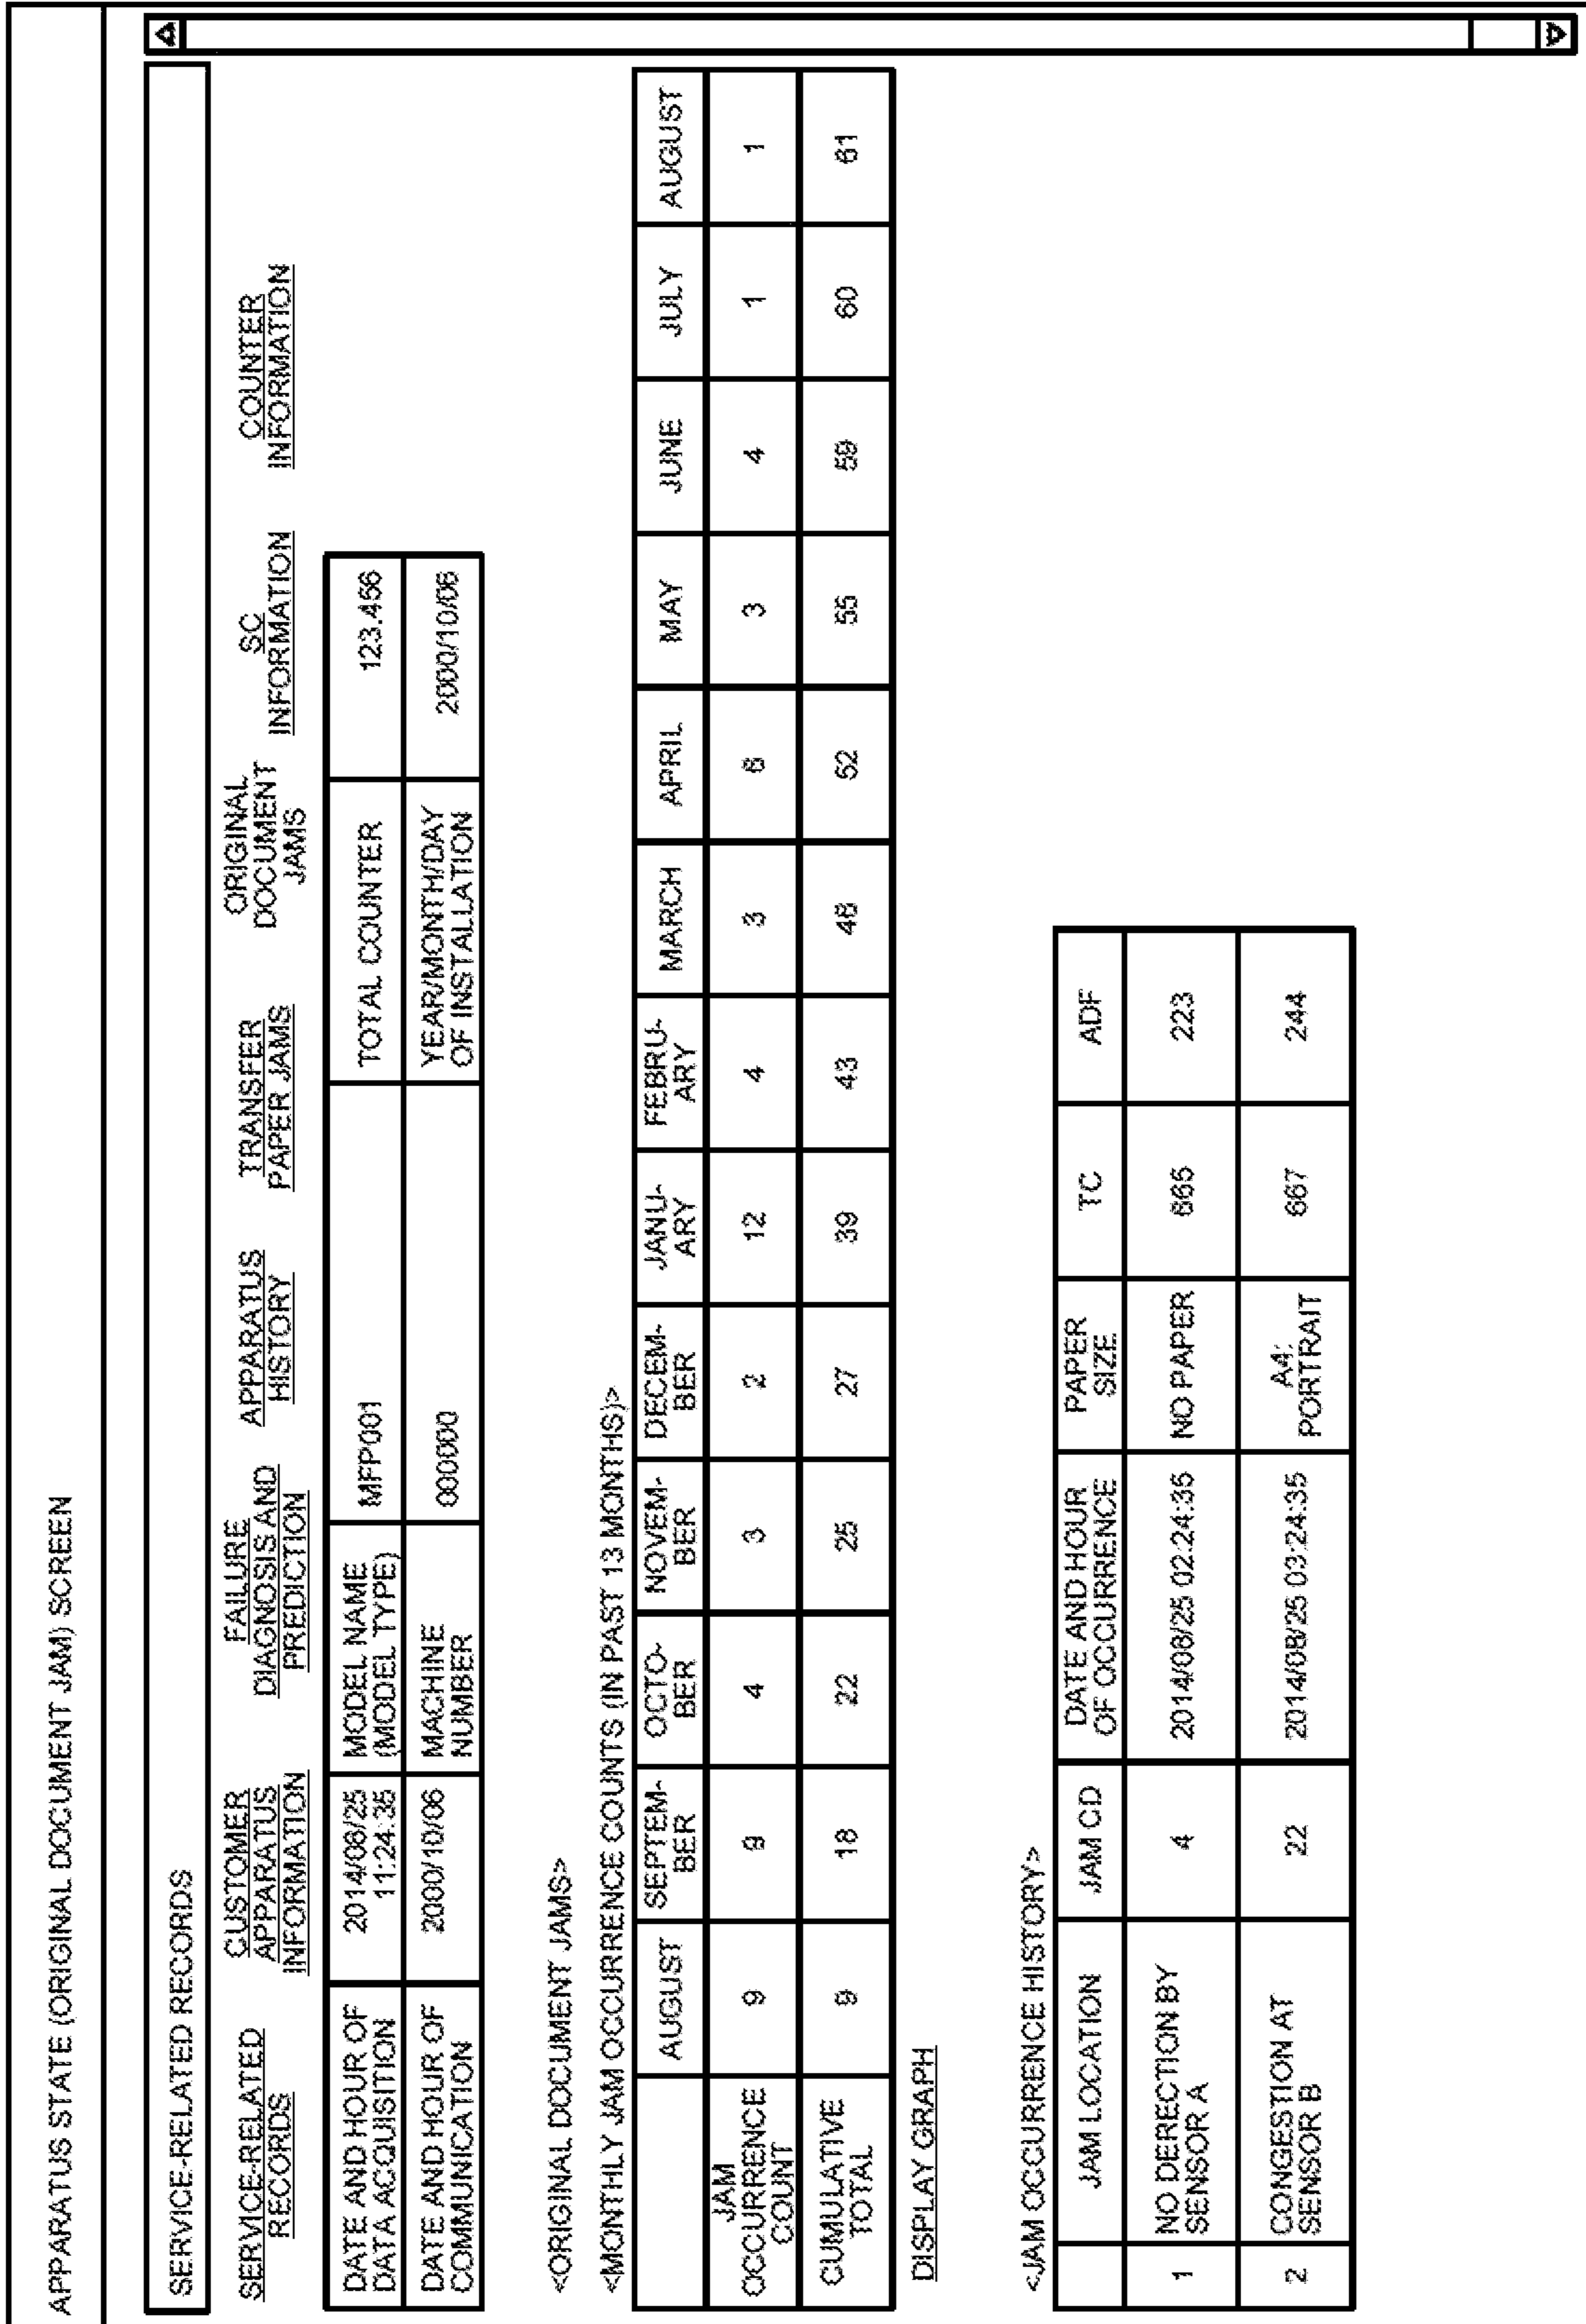 APPARATUS STATE (ORIGINAL DOCUMENT JAM) SCREEN
SERVICE-RELATED RECORDS
SERVICE-RELATED
RECORDS
CUSTOMER
APPARATUS
INFORMATION
FAILURE
DIAGNOSIS AND
PREDICTION
APPARATUS
HISTORY
TRANSFER
PAPER JAMS
ORIGINAL
DOCUMENT
JAMS
SC
INFORMATION
COUNTER
INFORMATION
DATE AND HOUR OF
DATA ACQUISITION
2014/08/25
11:24:35
MODEL NAME
(MODEL TYPE)
MFP001
TOTAL COUNTER
123.456
DATE AND HOUR OF
COMMUNICATION
2000/10/06
MACHINE
NUMBER
000000
YEAR/MONTH/DAY
OF INSTALLATION
2000/10/06
<ORIGINAL DOCUMENT JAMS>
<MONTHLY JAM OCCURRENCE COUNTS (IN PAST 13 MONTHS)>
AUGUST
SEPTEM-
BER
OCTO-
BER
NOVEM-
BER
DECEM-
BER
JANU-
ARY
FEBRU-
ARY
MARCH
APRIL
MAY
JUNE
JULY
AUGUST
JAM
OCCURRENCE
COUNT
9
9
4
3
2
12
4
3
6
3
4
1
1
CUMULATIVE
TOTAL
9
18
22
25
27
39
43
46
52
55
59
60
61
DISPLAY GRAPH
<JAM OCCURRENCE HISTORY>
JAM LOCATION
JAM CD
DATE AND HOUR
OF OCCURRENCE
PAPER
SIZE
TC
ADF
1
NO DERECTION BY
SENSOR A
4
2014/08/25 02:24:35
NO PAPER
665
223
2
CONGESTION AT
SENSOR B
22
2014/08/25 03:24:35
A4;
PORTRAIT
667
244